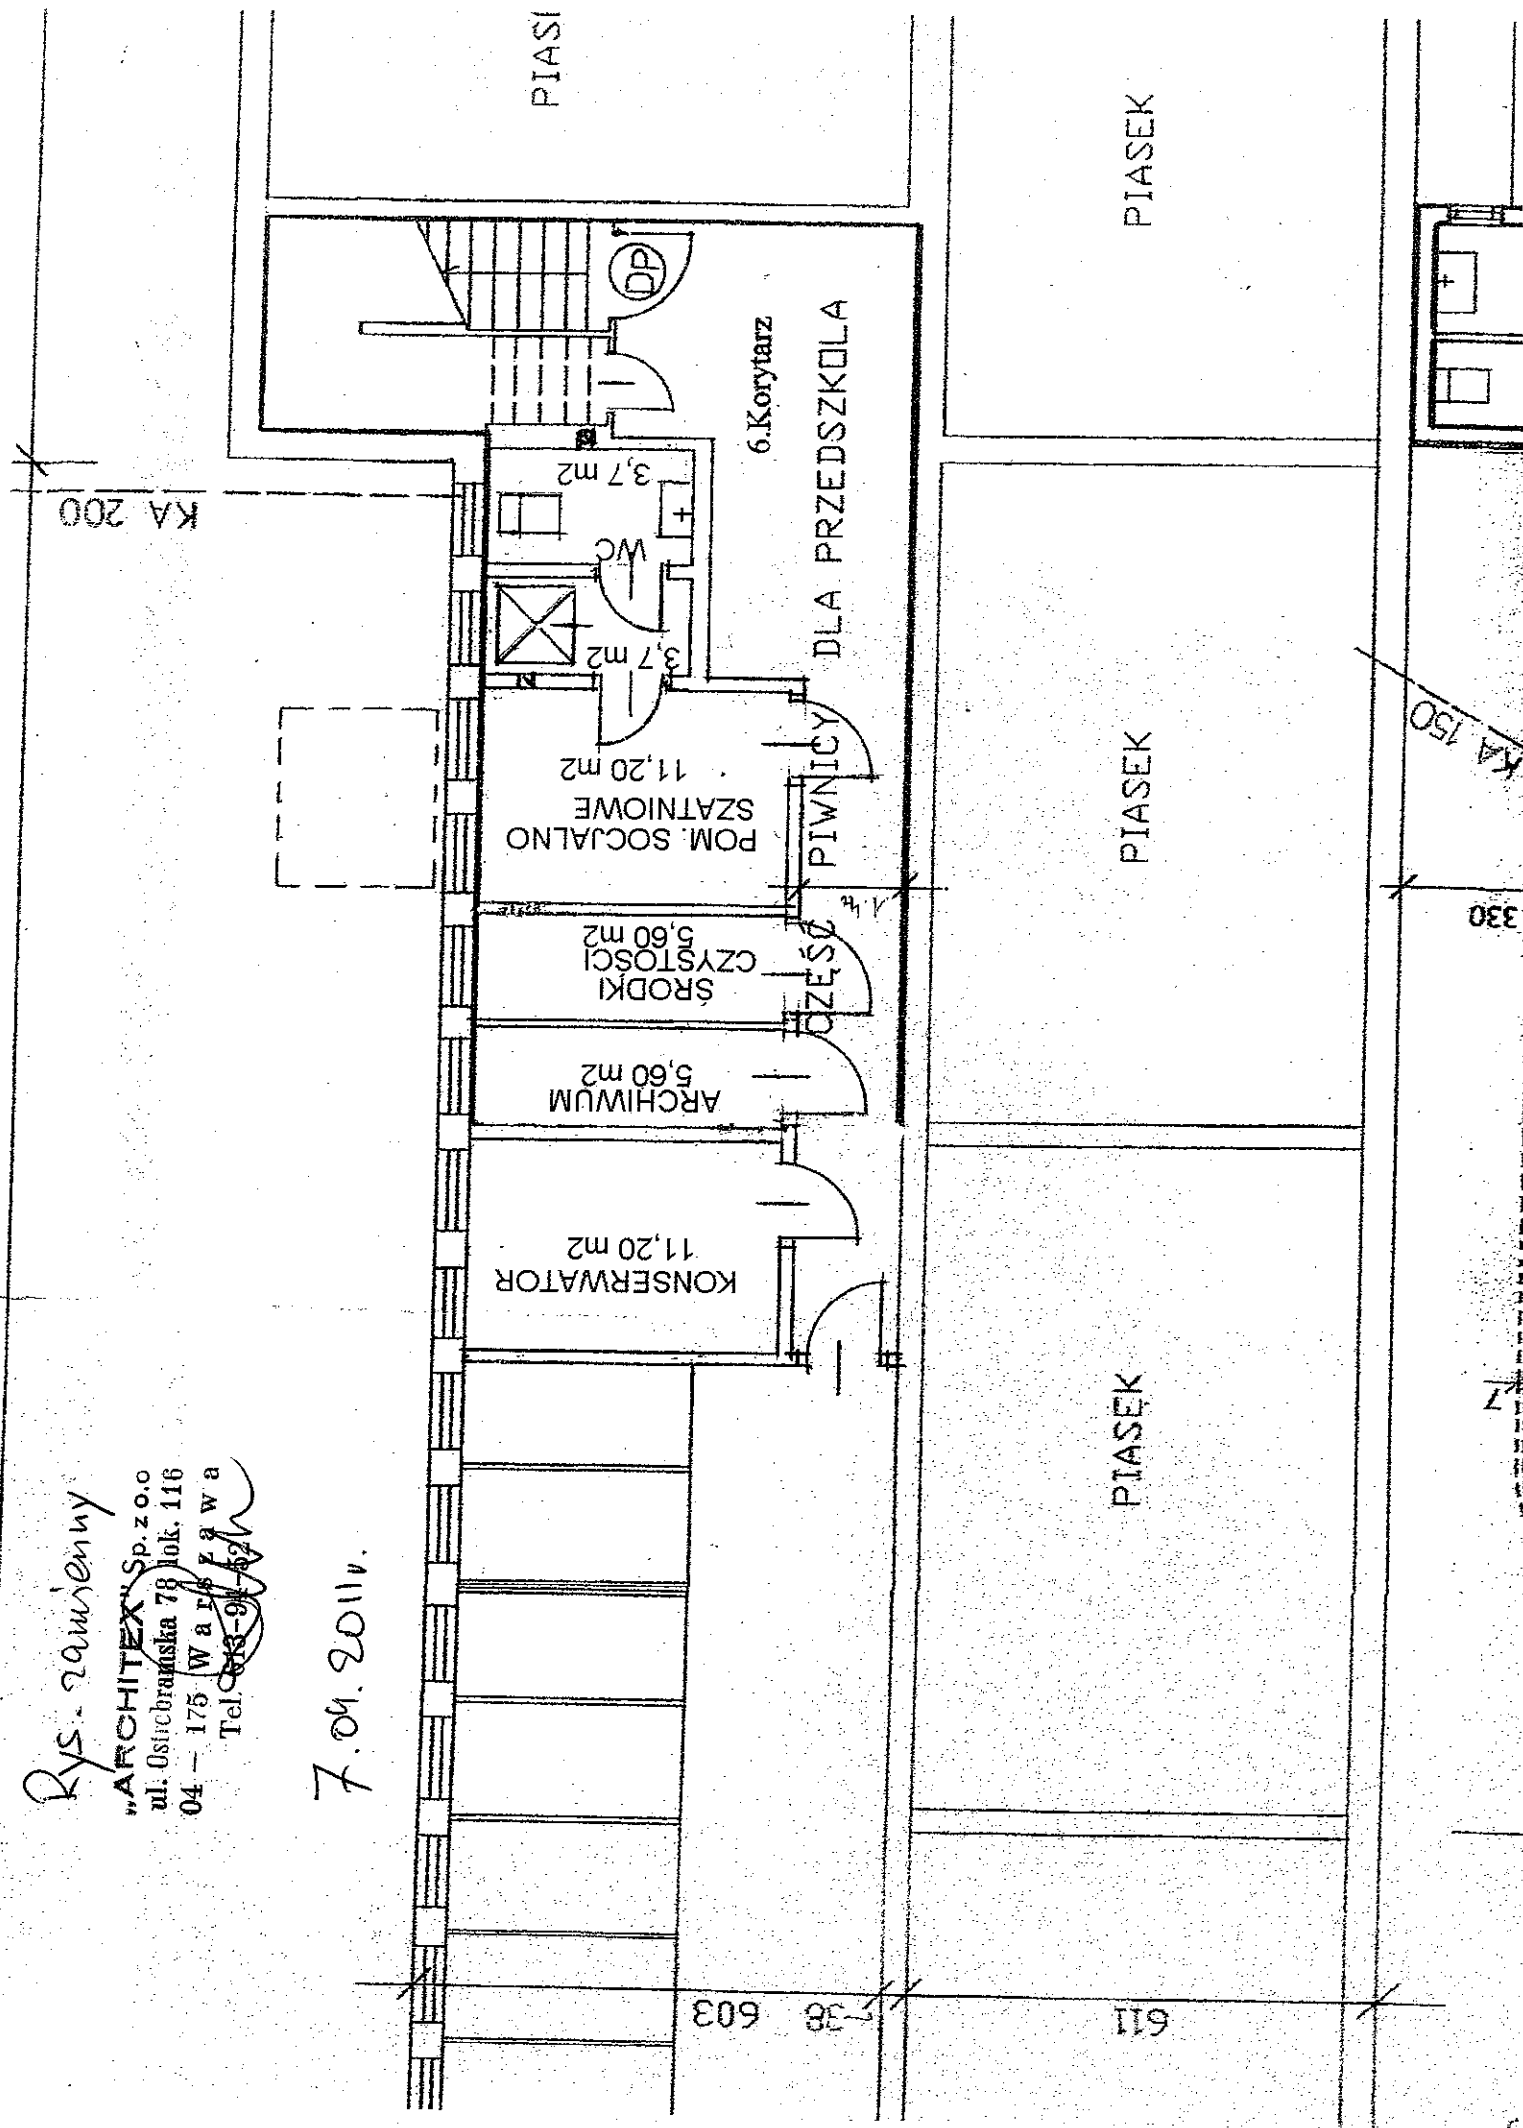 Rys. zamienny
„ARCHITEX" Sp. z o.o
ul. Ostrobramska 78 lok. 116
04 – 175 Warszawa
Tel.
7.04.2011r.
KA 200
PIASEK
PIASEK
PIASEK
PIASEK
DP
6.Korytarz
CZĘŚĆ PIWNICY DLA PRZEDSZKOLA
3,7 m2
WC
3,7 m2
POM. SOCJALNO
SZATNIOWE
11,20 m2
ŚRODKI
CZYSTOŚCI
5,60 m2
ARCHIWUM
5,60 m2
KONSERWATOR
11,20 m2
KA 150
330
7
603
38
611